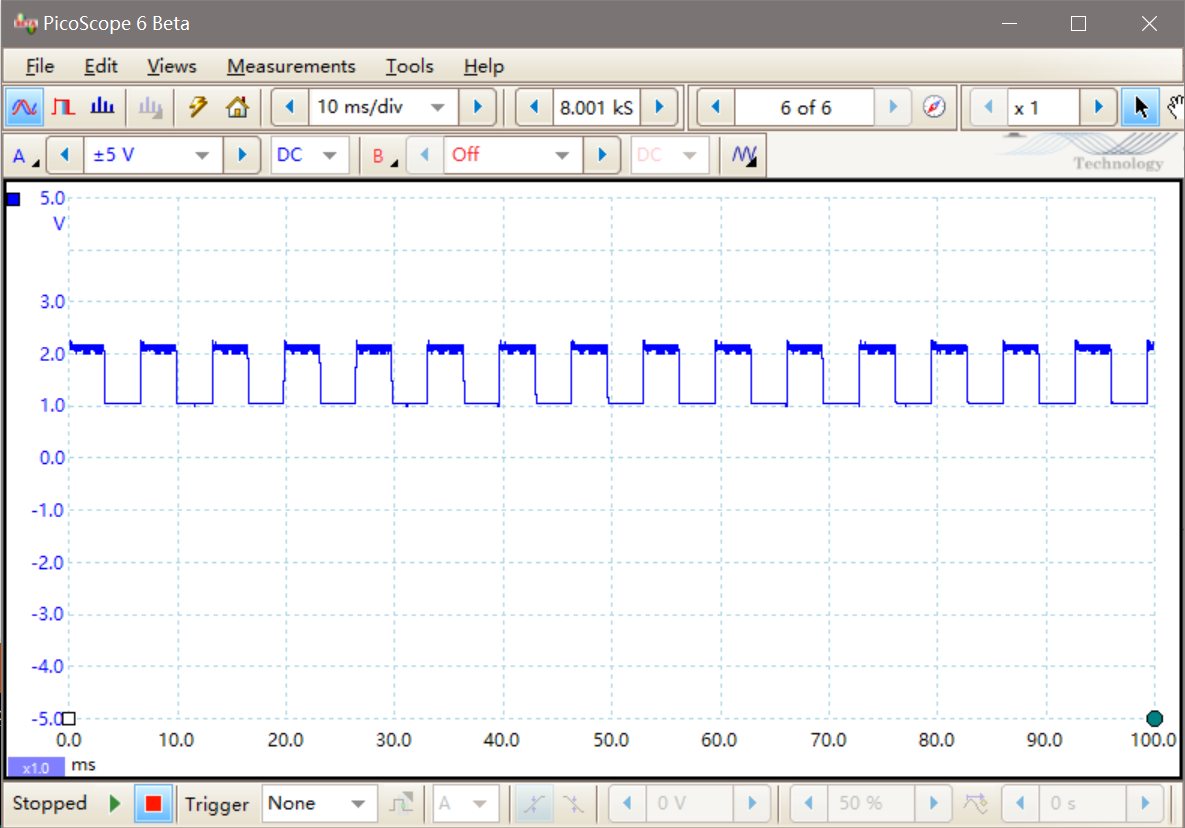 PicoScope 6 Beta
File Edit Views Measurements Tools Help
10 ms/div 8.001 kS 6 of 6 x 1
A ±5 V DC B Off DC
Technology
5.0
V
3.0
2.0
1.0
0.0
-1.0
-2.0
-3.0
-4.0
-5.0
0.0 10.0 20.0 30.0 40.0 50.0 60.0 70.0 80.0 90.0 100.0
x1.0 ms
Stopped Trigger None A 0 V 50 % 0 s